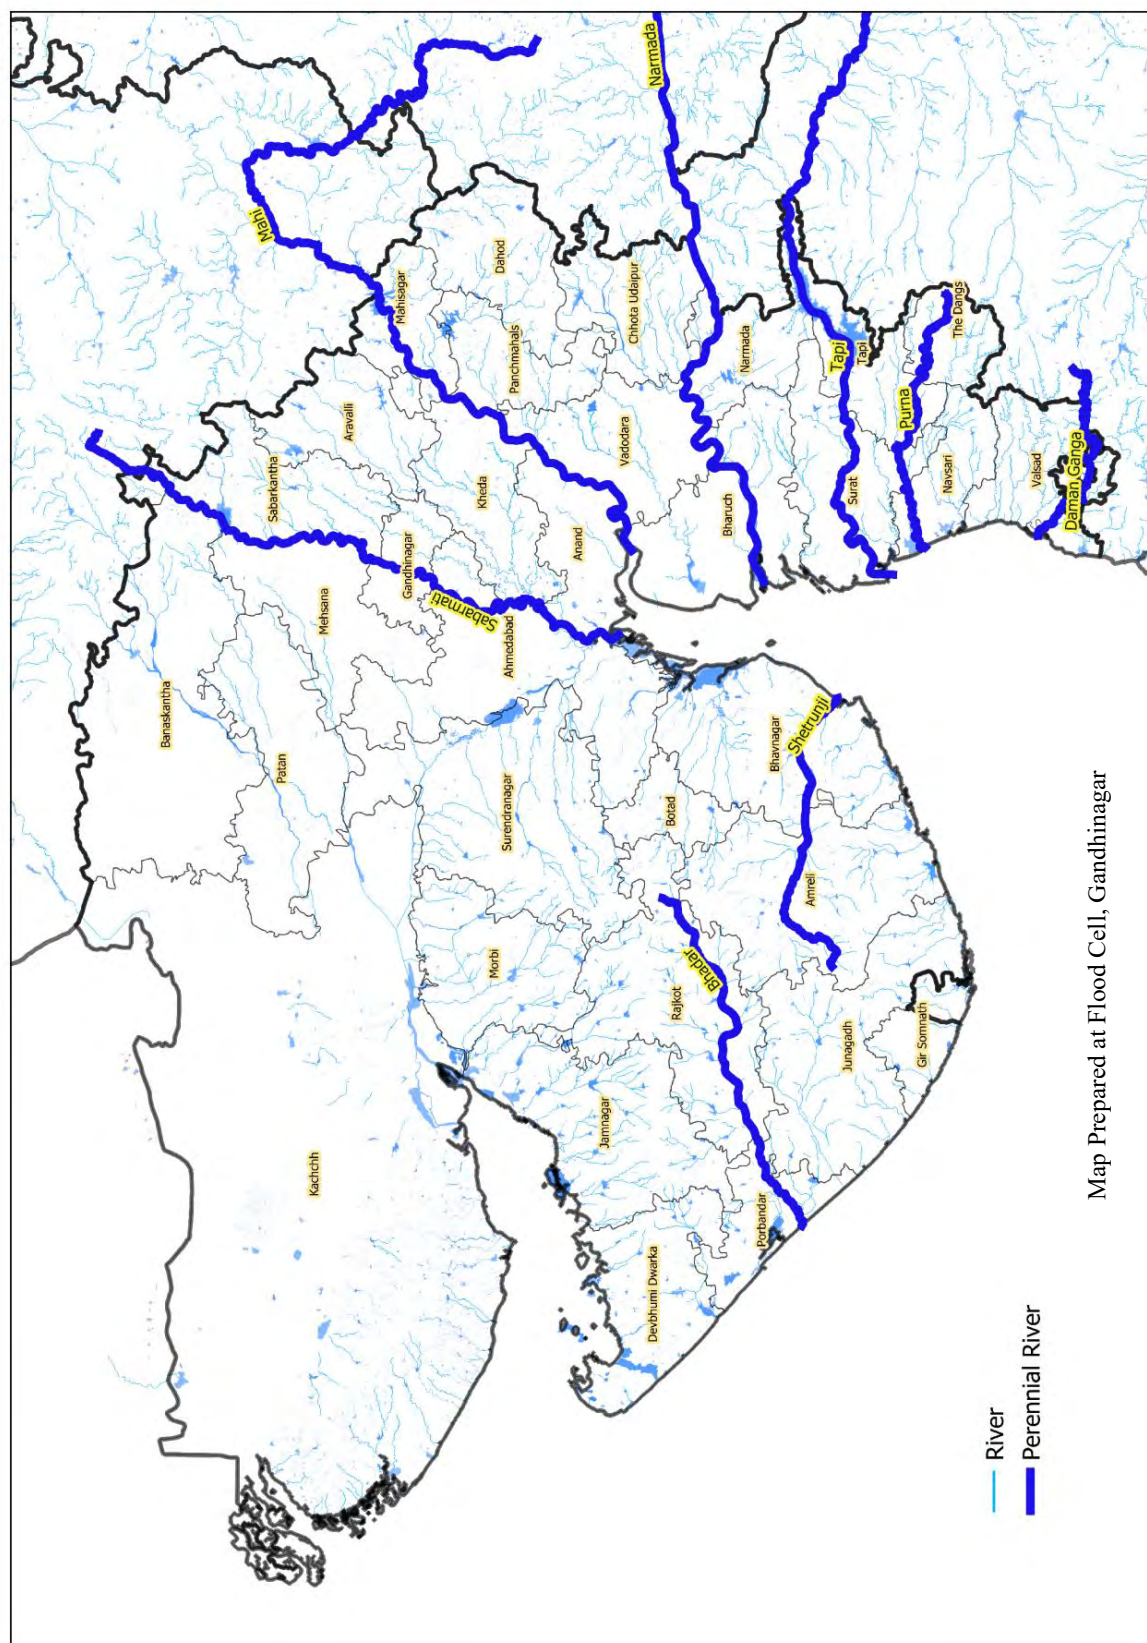 Banaskantha
Patan
Mehsana
Sabarkantha
Aravalli
Mahi
Mahisagar
Gandhinagar
Sabarmati
Ahmedabad
Kheda
Anand
Panchmahals
Dahod
Kachchh
Morbi
Surendranagar
Vadodara
Chhota Udaipur
Narmada
Jamnagar
Devbhumi Dwarka
Rajkot
Botad
Bharuch
Narmada
Porbandar
Bhadar
Bhavnagar
Shetrunji
Amreli
Junagadh
Gir Somnath
Surat
Tapi
Tapi
Purna
The Dangs
Navsari
Valsad
Daman Ganga
River
Perennial River
Map Prepared at Flood Cell, Gandhinagar